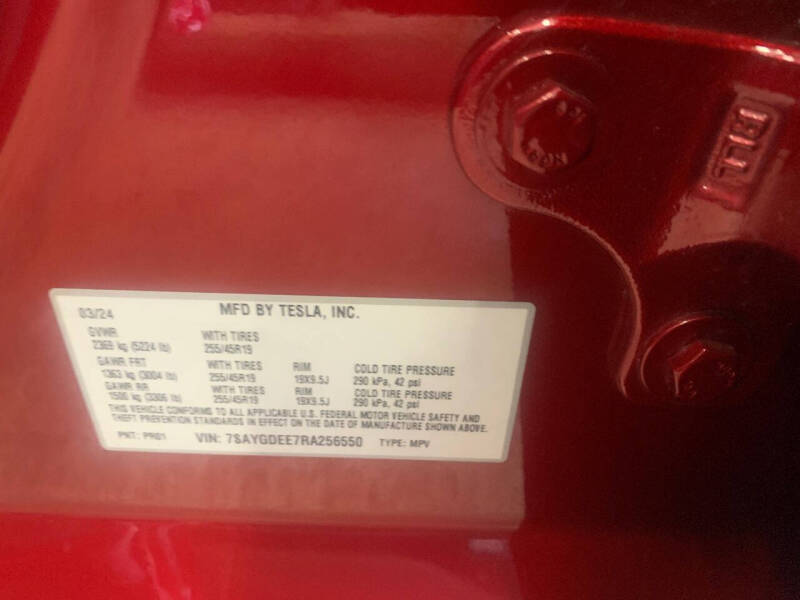 03/24 MFD BY TESLA, INC.
GVWR WITH TIRES
2369 kg (5224 lb) 255/45R19
GAWR FRT WITH TIRES RIM COLD TIRE PRESSURE
1363 kg (3004 lb) 255/45R19 19X9.5J 290 kPa, 42 psi
GAWR RR WITH TIRES RIM COLD TIRE PRESSURE
1500 kg (3306 lb) 255/45R19 19X9.5J 290 kPa, 42 psi
THIS VEHICLE CONFORMS TO ALL APPLICABLE U.S. FEDERAL MOTOR VEHICLE SAFETY AND
THEFT PREVENTION STANDARDS IN EFFECT ON THE DATE OF MANUFACTURE SHOWN ABOVE.
PNT: PR01 VIN: 7SAYGDEE7RA256550 TYPE: MPV